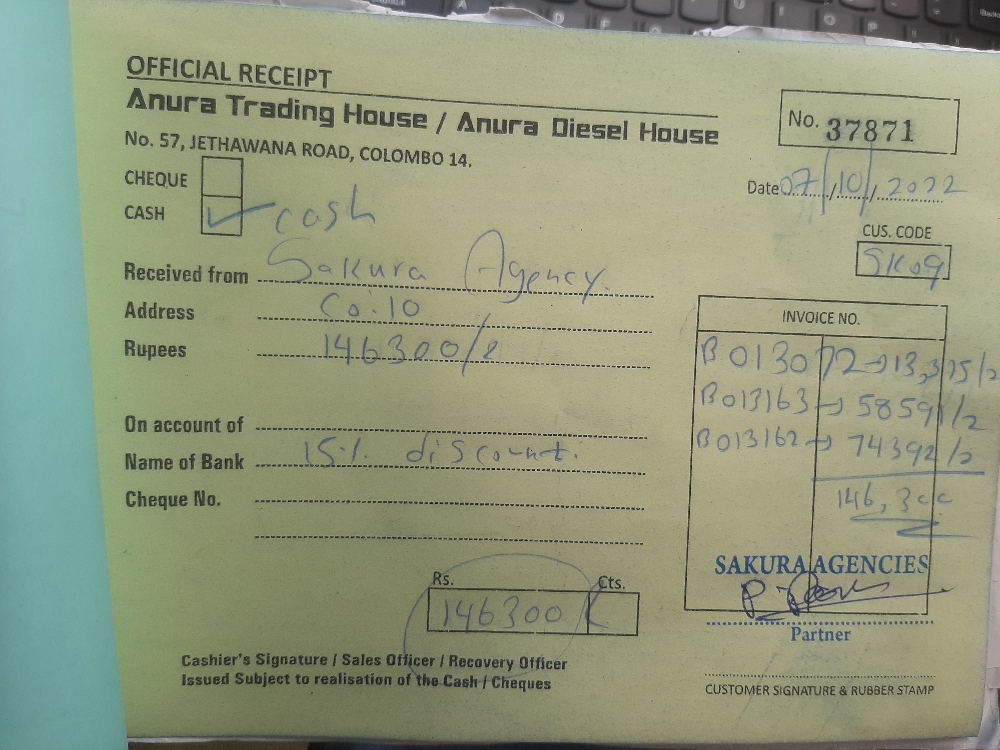 OFFICIAL RECEIPT
Anura Trading House / Anura Diesel House
No. 57, JETHAWANA ROAD, COLOMBO 14.
No. 37871
Date 07/10/2022
CHEQUE
CASH ✓ cash
CUS. CODE
SK09
Received from Sakura Agency.
Address Co.10
Rupees 146300/2
On account of
Name of Bank 15% discount.
Cheque No.
INVOICE NO.
B013072→13,375/2
B013163→58591/2
B013162→74392/2
146,300
Rs. Cts.
146300
SAKURA AGENCIES
Partner
Cashier's Signature / Sales Officer / Recovery Officer
Issued Subject to realisation of the Cash / Cheques
CUSTOMER SIGNATURE & RUBBER STAMP